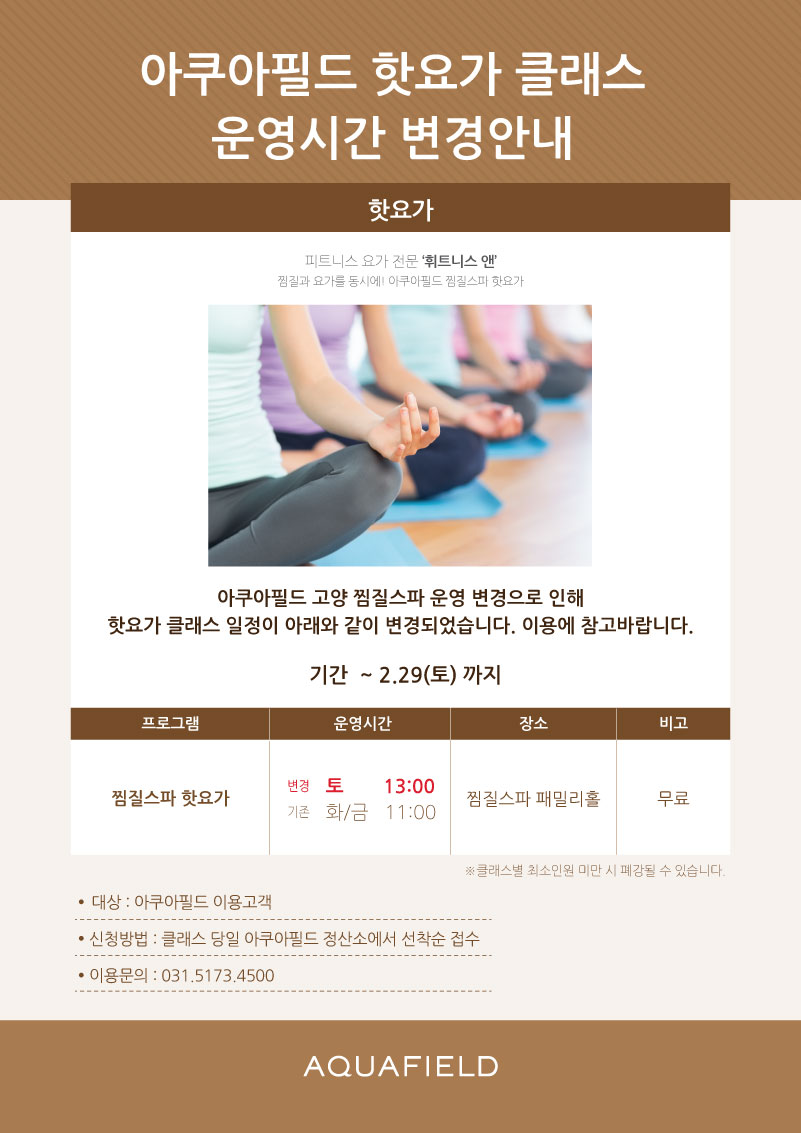 아쿠아필드 핫요가 클래스
운영시간 변경안내
핫요가
피트니스 요가 전문 ‘휘트니스 앤’
찜질과 요가를 동시에! 아쿠아필드 찜질스파 핫요가
아쿠아필드 고양 찜질스파 운영 변경으로 인해
핫요가 클래스 일정이 아래와 같이 변경되었습니다. 이용에 참고바랍니다.
기간 ~ 2.29(토) 까지
프로그램 운영시간 장소 비고
찜질스파 핫요가
변경 토 13:00
기존 화/금 11:00
찜질스파 패밀리홀
무료
※클래스별 최소인원 미만 시 폐강될 수 있습니다.
• 대상 : 아쿠아필드 이용고객
• 신청방법 : 클래스 당일 아쿠아필드 정산소에서 선착순 접수
• 이용문의 : 031.5173.4500
AQUAFIELD